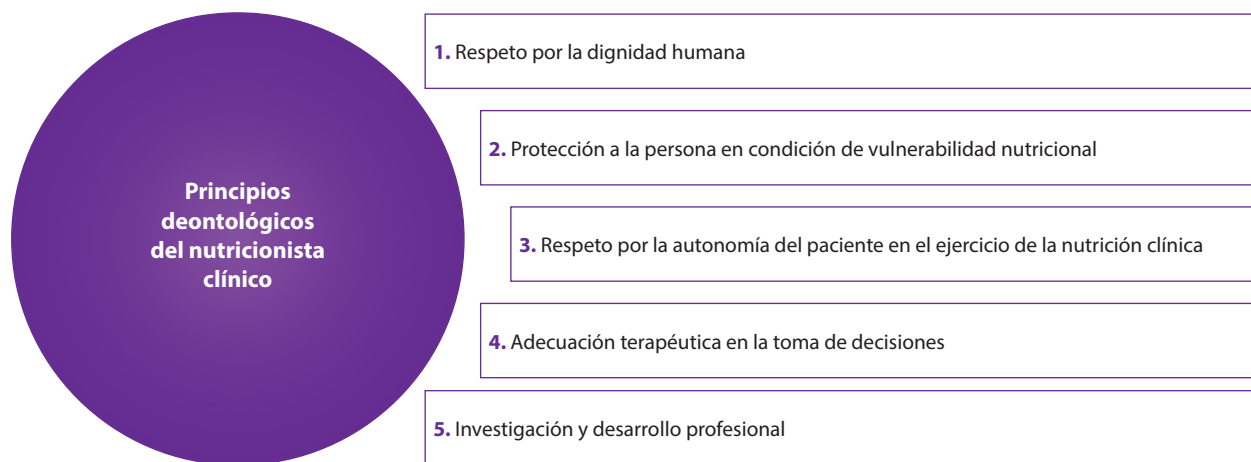 Principios
deontológicos
del nutricionista
clínico
1. Respeto por la dignidad humana
2. Protección a la persona en condición de vulnerabilidad nutricional
3. Respeto por la autonomía del paciente en el ejercicio de la nutrición clínica
4. Adecuación terapéutica en la toma de decisiones
5. Investigación y desarrollo profesional